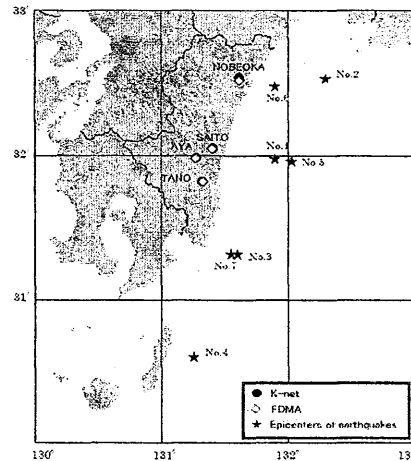 33°
NOBEOKA
No.2
No.6
SAITO
AYA
No.1
32°
No.5
TANO
No.3
No.7
31°
No.4
K-net
FDMA
Epicenters of earthquakes
130°
131°
132°